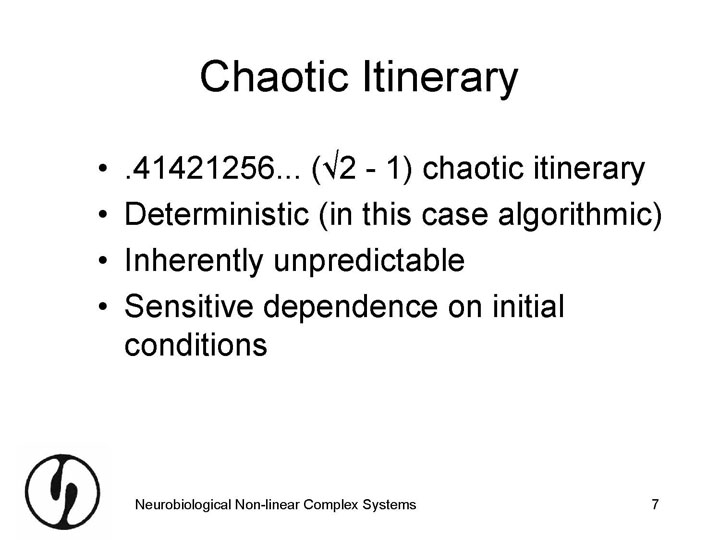 Chaotic Itinerary
• .41421256... (√2 - 1) chaotic itinerary
• Deterministic (in this case algorithmic)
• Inherently unpredictable
• Sensitive dependence on initial
conditions
Neurobiological Non-linear Complex Systems 7